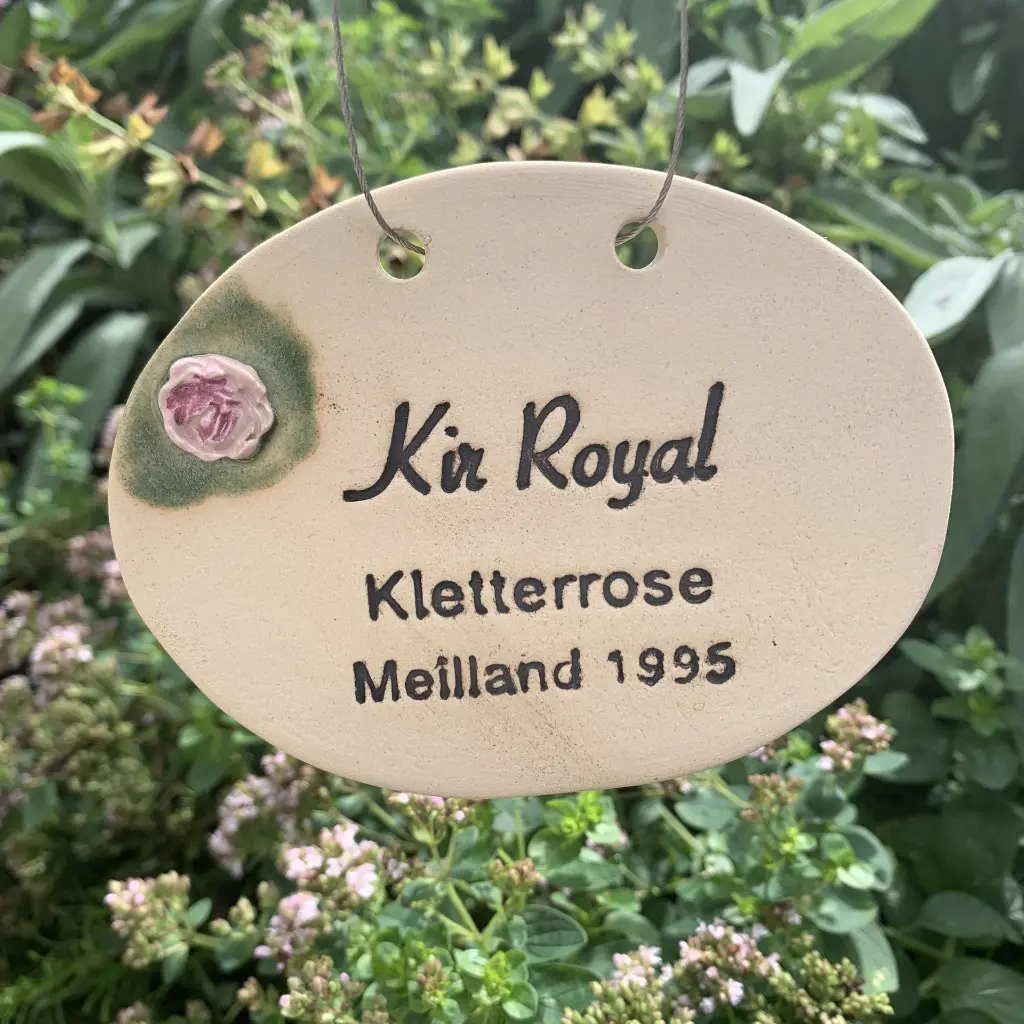 Kir Royal
Kletterrose
Meilland 1995